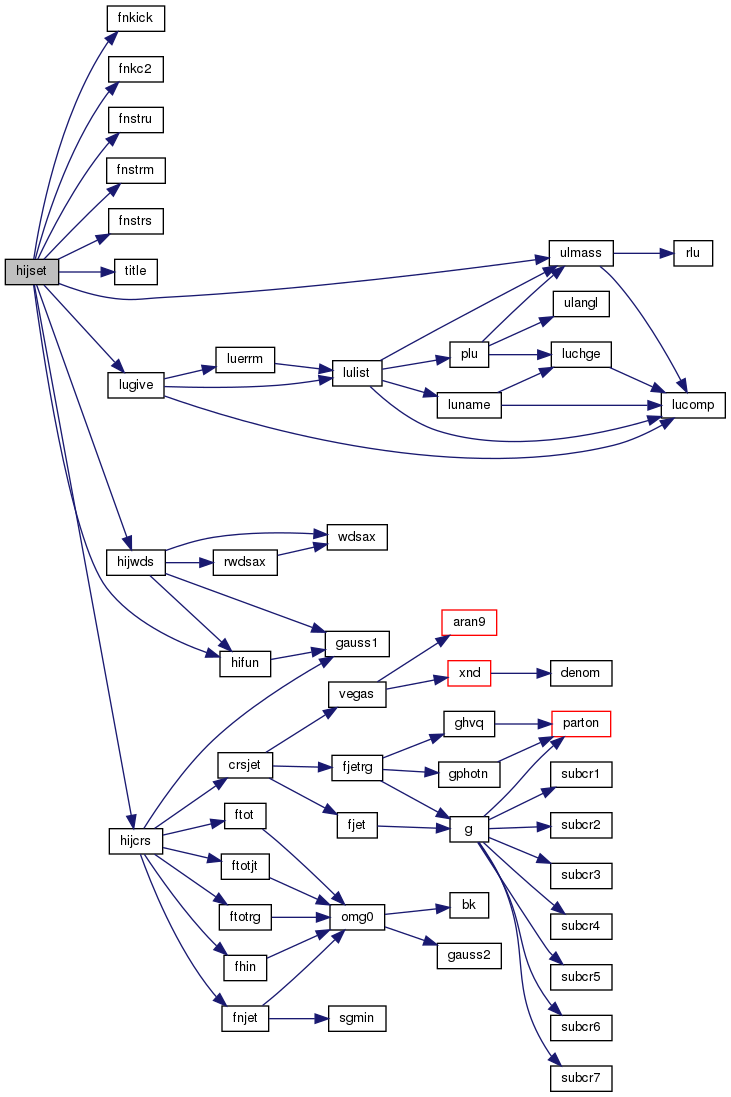 fnkick
fnkc2
fnstru
fnstrm
fnstrs
hijset
title
ulmass
rlu
ulangl
luerrm
plu
luchge
lulist
lugive
luname
lucomp
wdsax
hijwds
rwdsax
aran9
gauss1
hifun
xnd
denom
vegas
ghvq
parton
crsjet
fjetrg
gphotn
subcr1
ftot
fjet
g
subcr2
hijcrs
ftotjt
subcr3
bk
ftotrg
omg0
subcr4
gauss2
fhin
subcr5
fnjet
sgmin
subcr6
subcr7